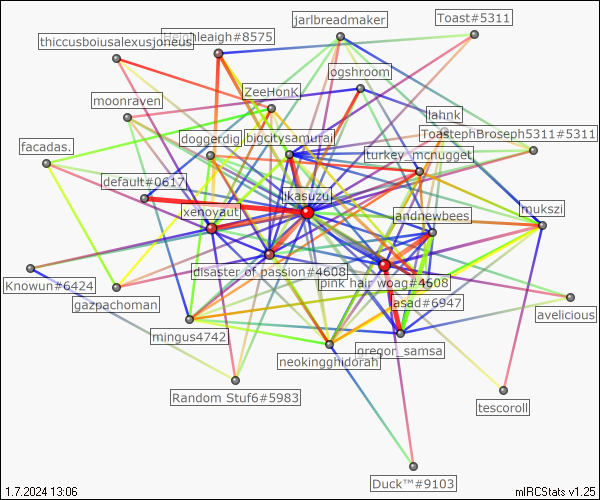 jarlbreadmaker
Toast#5311
thiccusboiusalexusjoneus
Heighleaigh#8575
ogshroom
ZeeHonK
moonraven
lahnk
bigcitysamurai
ToastephBroseph5311#5311
doggerdig
facadas.
turkey_mcnugget
default#0617
likasuzu
xenoyaut
andnewbees
mukszi
disaster of passion#4608
pink hair woag#4608
Knowun#6424
gazpachoman
asad#6947
avelicious
mingus4742
gregor_samsa
neokingghidorah
Random Stuf6#5983
tescoroll
Duck™#9103
1.7.2024 13:06
mIRCStats v1.25